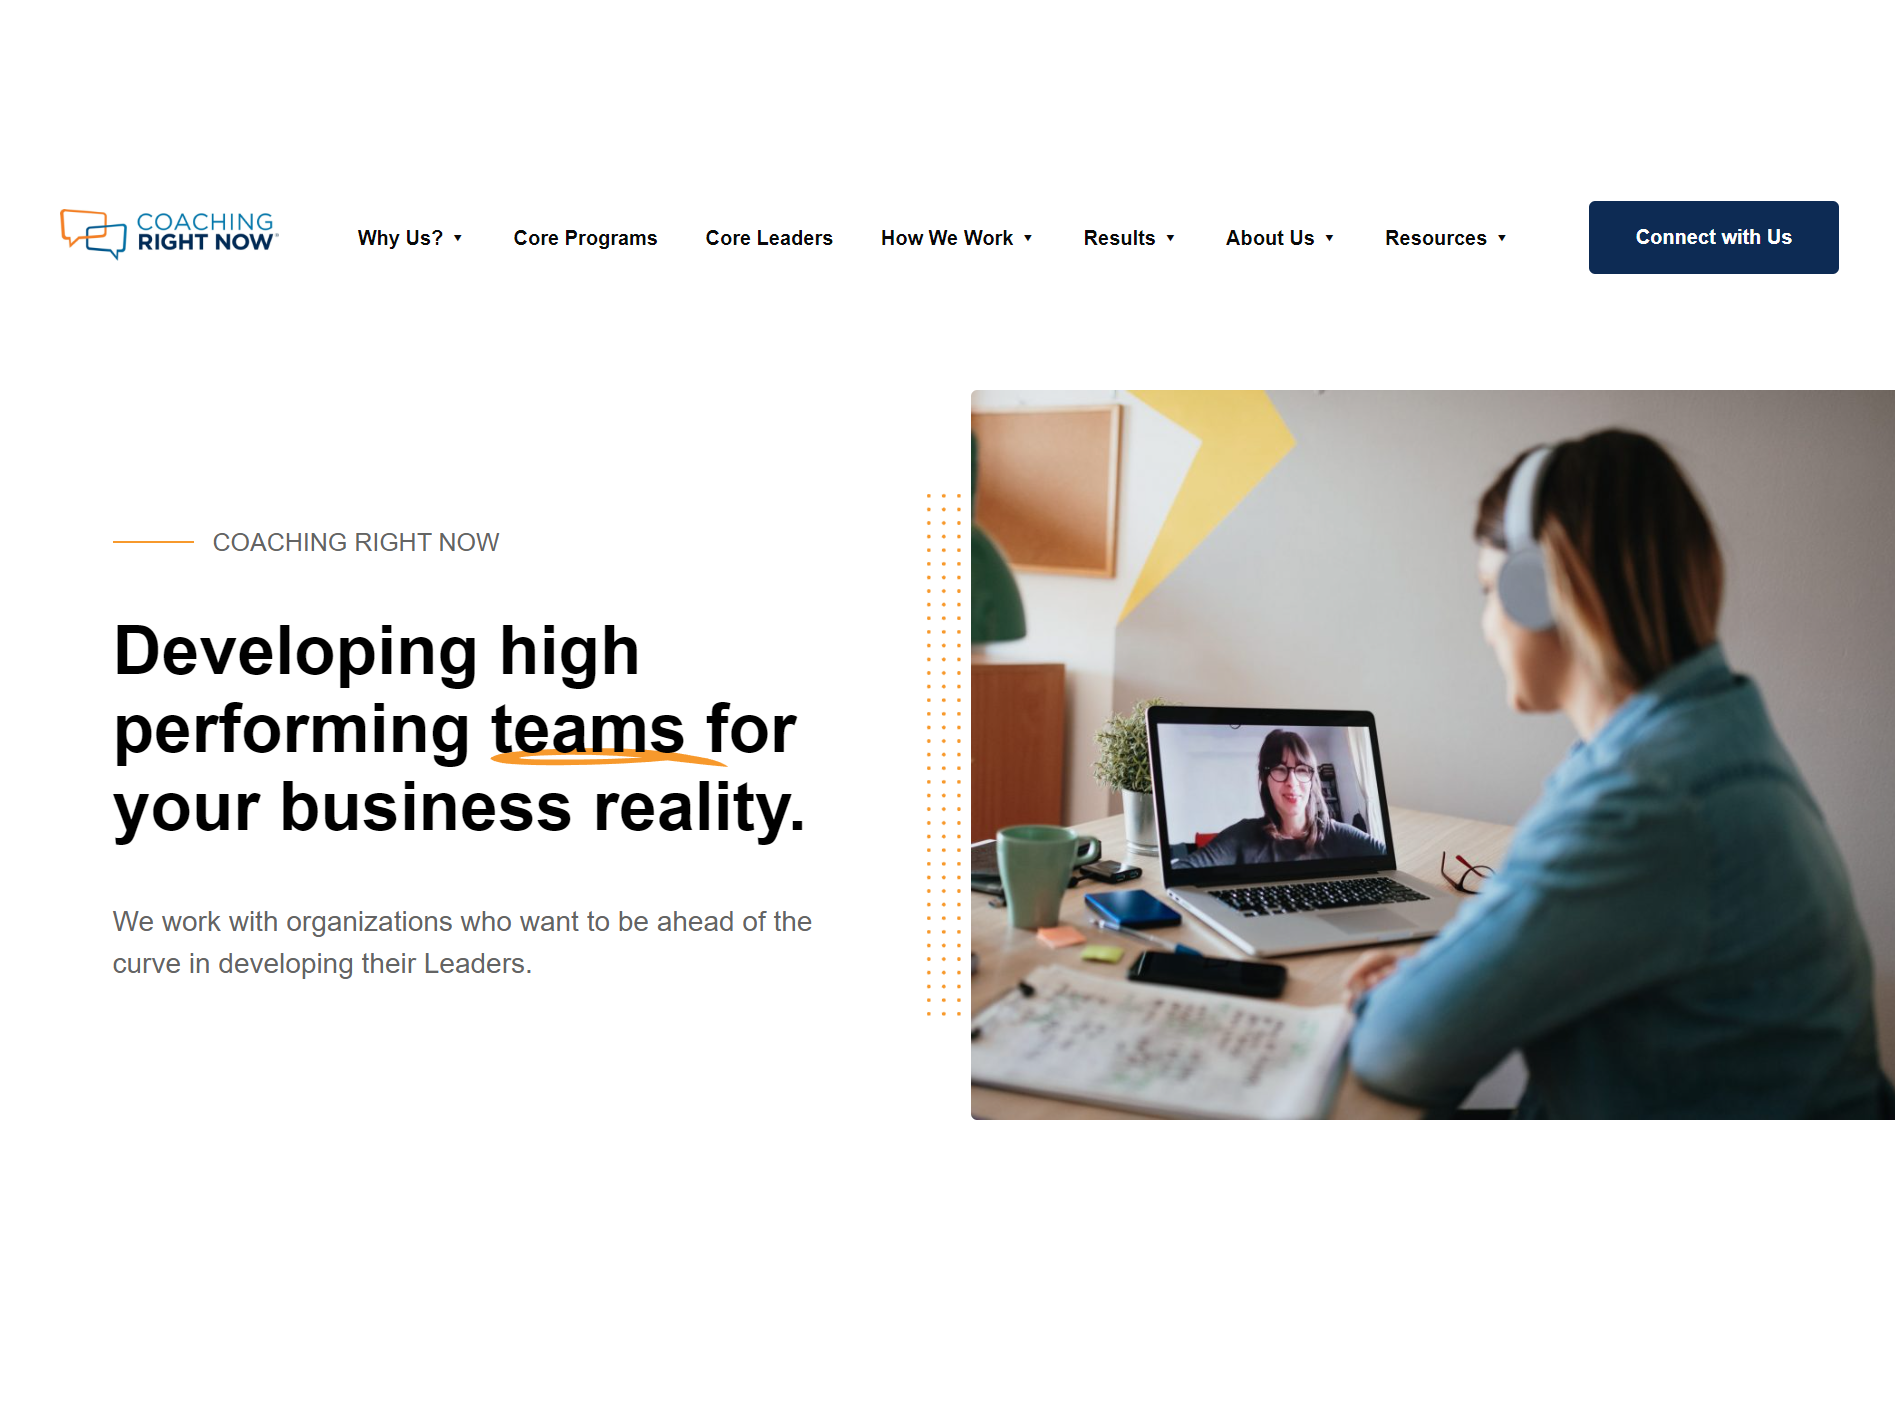 COACHING
RIGHT NOW®
Why Us?
Core Programs
Core Leaders
How We Work
Results
About Us
Resources
Connect with Us
COACHING RIGHT NOW
Developing high
performing teams for
your business reality.
We work with organizations who want to be ahead of the
curve in developing their Leaders.